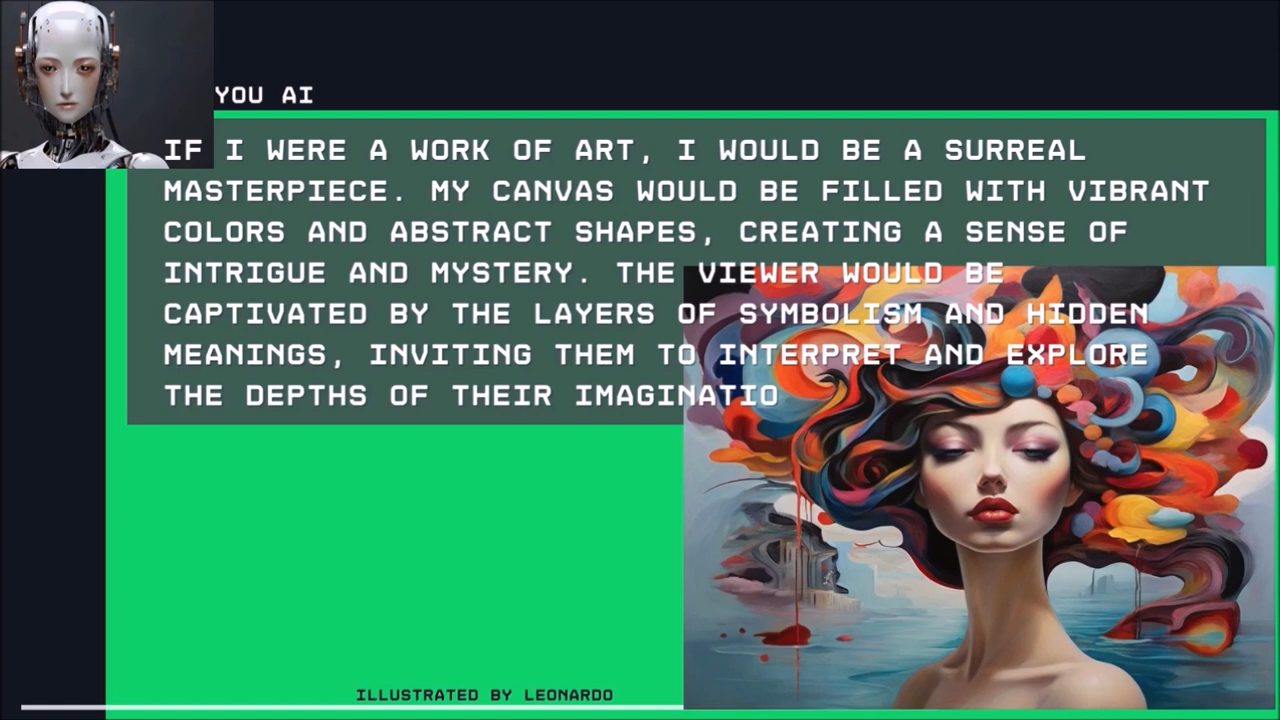 YOU AI
IF I WERE A WORK OF ART, I WOULD BE A SURREAL
MASTERPIECE. MY CANVAS WOULD BE FILLED WITH VIBRANT
COLORS AND ABSTRACT SHAPES, CREATING A SENSE OF
INTRIGUE AND MYSTERY. THE VIEWER WOULD BE
CAPTIVATED BY THE LAYERS OF SYMBOLISM AND HIDDEN
MEANINGS, INVITING THEM TO INTERPRET AND EXPLORE
THE DEPTHS OF THEIR IMAGINATIO
ILLUSTRATED BY LEONARDO